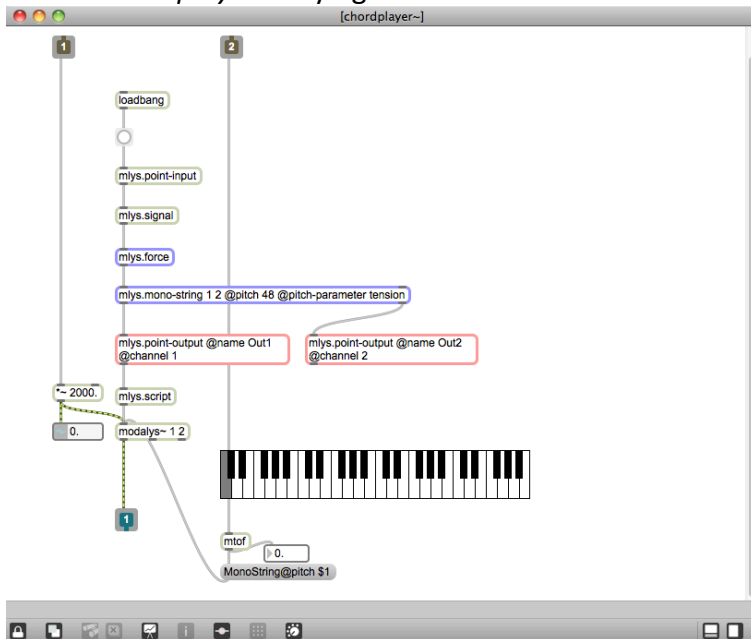 [chordplayer~]
1
2
loadbang
mlys.point-input
mlys.signal
mlys.force
mlys.mono-string 1 2 @pitch 48 @pitch-parameter tension
mlys.point-output @name Out1
@channel 1
mlys.point-output @name Out2
@channel 2
*~ 2000.
mlys.script
0.
modalys~ 1 2
1
mtof
0.
MonoString@pitch $1
i